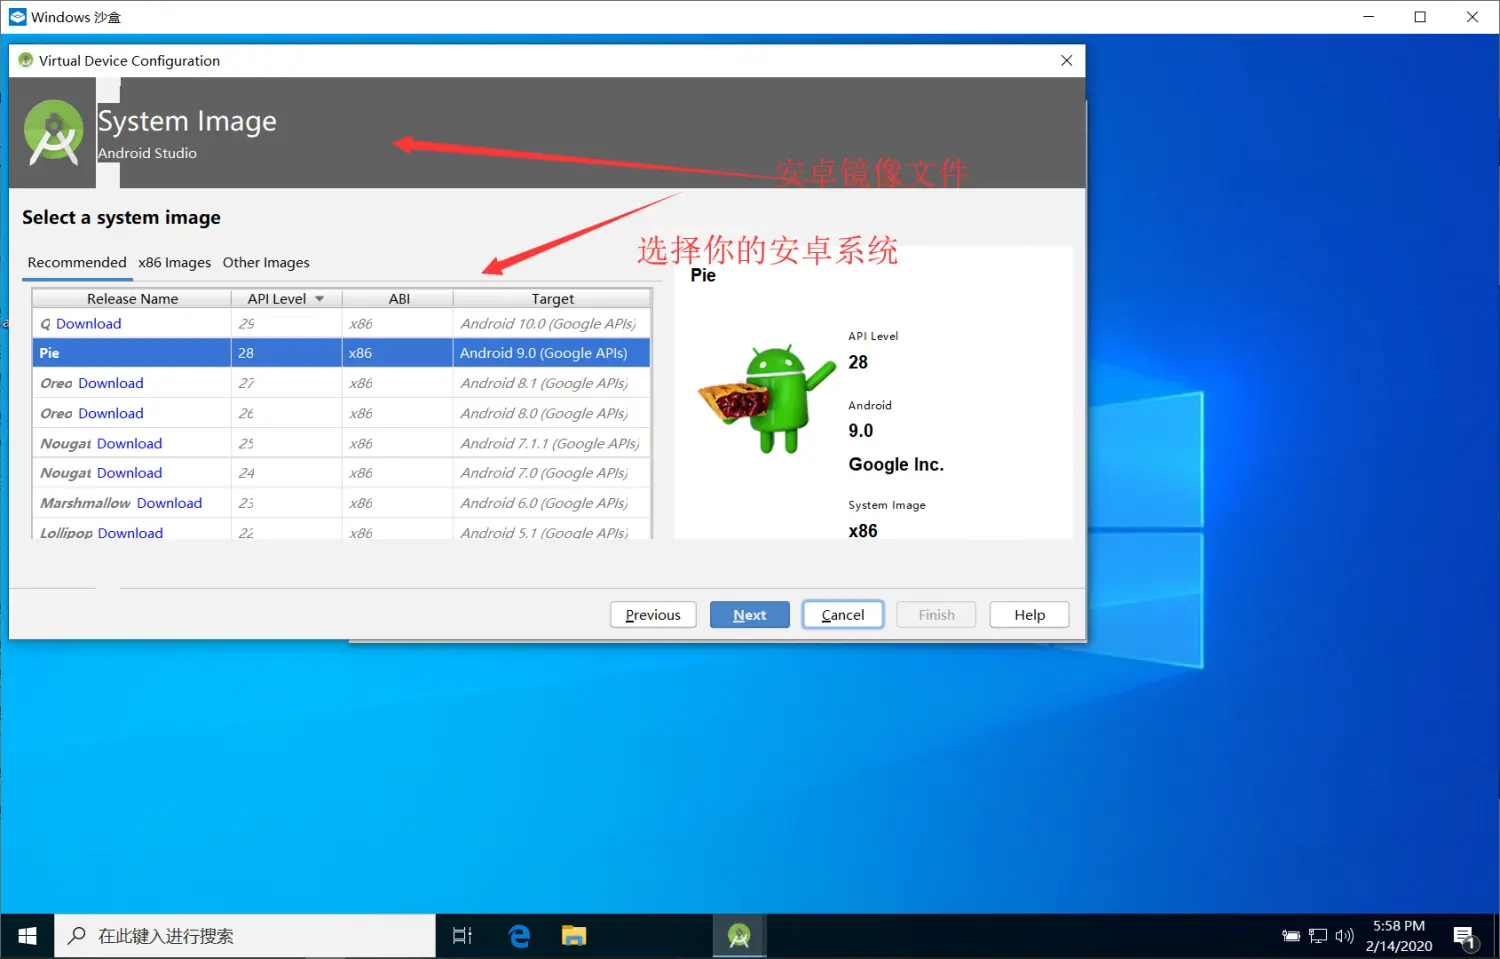 Windows 沙盒
Virtual Device Configuration
System Image
Android Studio
安卓镜像文件
Select a system image
选择你的安卓系统
Recommended x86 Images Other Images
Release Name API Level ABI Target
Q Download 29 x86 Android 10.0 (Google APIs)
Pie 28 x86 Android 9.0 (Google APIs)
Oreo Download 27 x86 Android 8.1 (Google APIs)
Oreo Download 26 x86 Android 8.0 (Google APIs)
Nougat Download 25 x86 Android 7.1.1 (Google APIs)
Nougat Download 24 x86 Android 7.0 (Google APIs)
Marshmallow Download 23 x86 Android 6.0 (Google APIs)
Lollipop Download 22 x86 Android 5.1 (Google APIs)
Pie
API Level
28
Android
9.0
Google Inc.
System Image
x86
Previous Next Cancel Finish Help
在此键入进行搜索
5:58 PM
2/14/2020
1